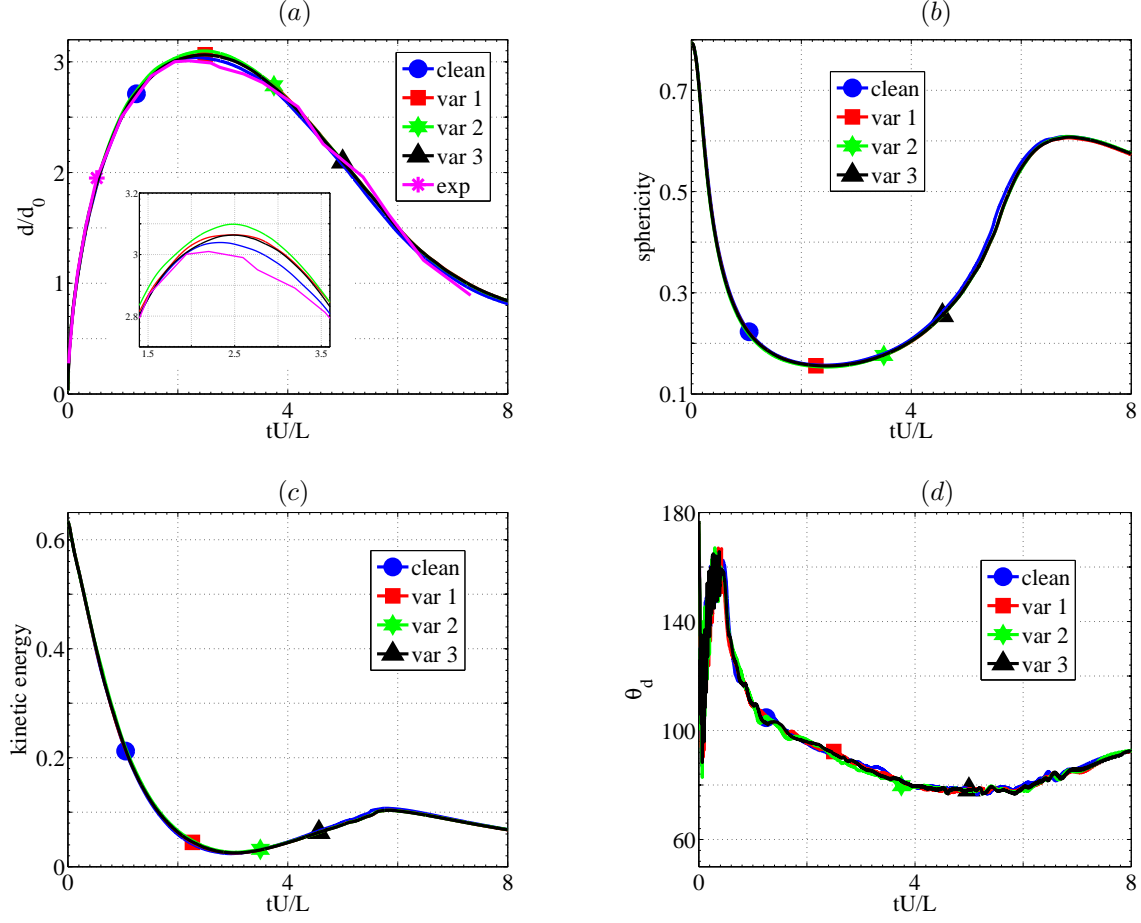 (a)
d/d0
3
2
1
0
clean
var 1
var 2
var 3
exp
3.2
3
2.8
1.5
2.5
3.5
0
4
8
tU/L
(b)
sphericity
0.7
0.5
0.3
0.1
clean
var 1
var 2
var 3
0
4
8
tU/L
(c)
kinetic energy
0.6
0.4
0.2
0
clean
var 1
var 2
var 3
0
4
8
tU/L
(d)
θd
180
140
100
60
clean
var 1
var 2
var 3
0
4
8
tU/L